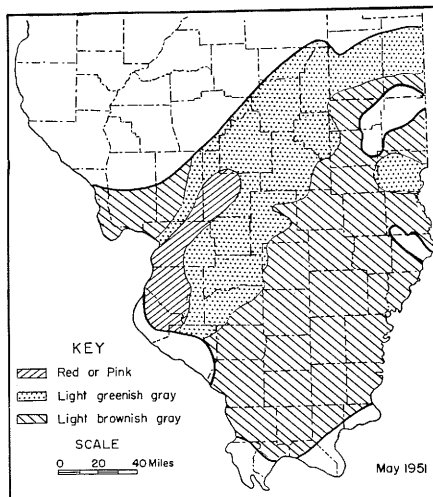 KEY
Red or Pink
Light greenish gray
Light brownish gray
SCALE
0 20 40 Miles
May 1951